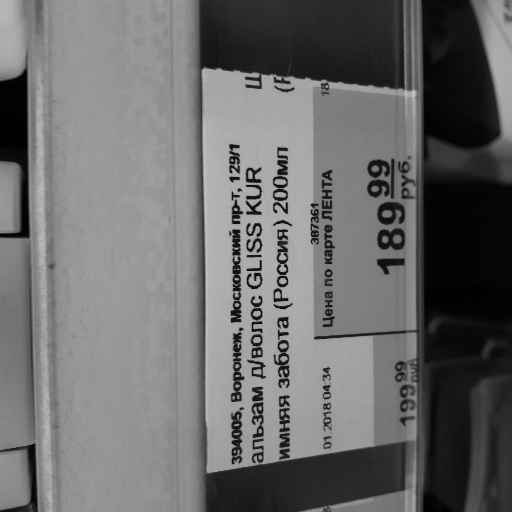 394005, Воронеж, Московский пр-т, 129/1
альзам д/волос GLISS KUR
имняя забота (Россия) 200мл
387361
Цена по карте ЛЕНТА
189 99
руб.
01.2018 04:34
199 99
руб